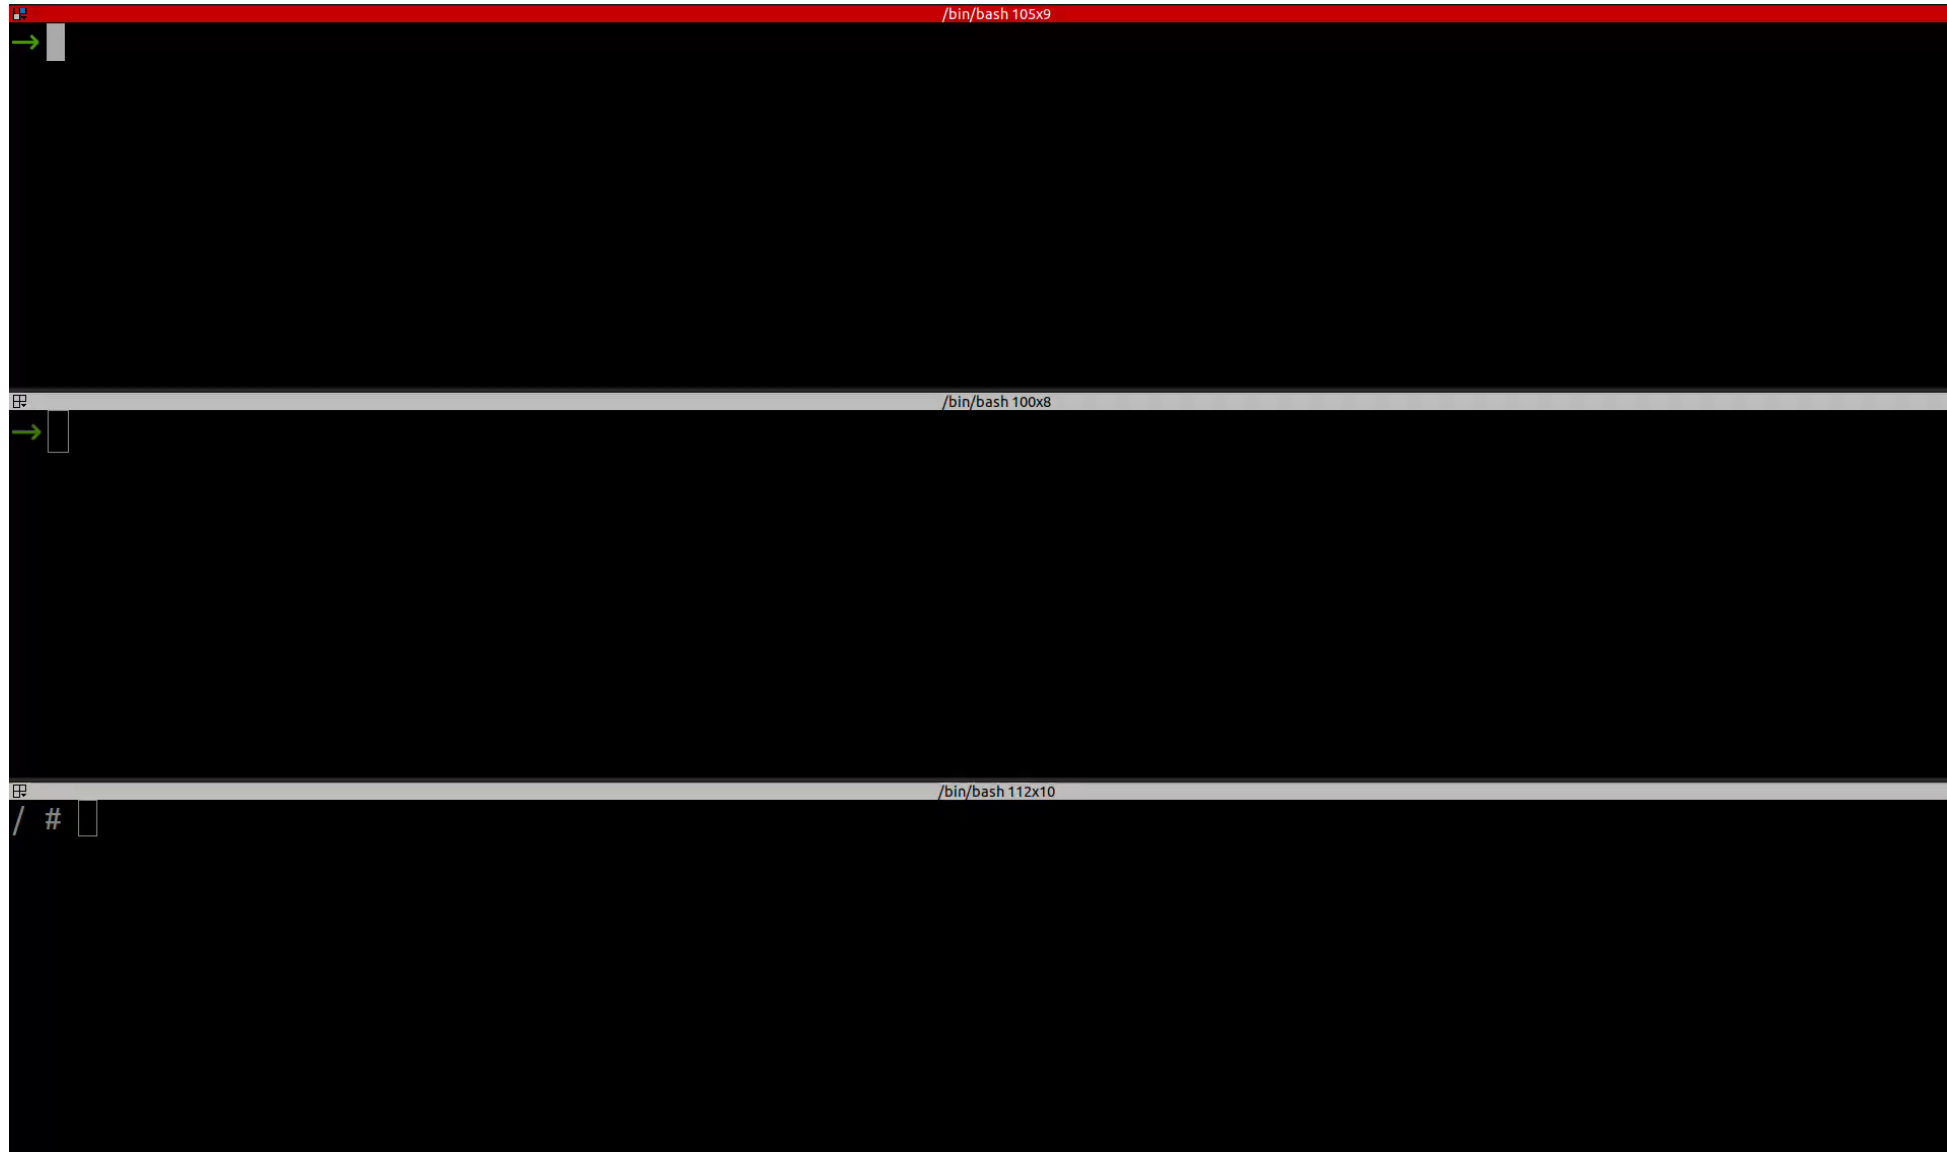 /bin/bash 105x9
→
/bin/bash 100x8
→
/bin/bash 112x10
/ #